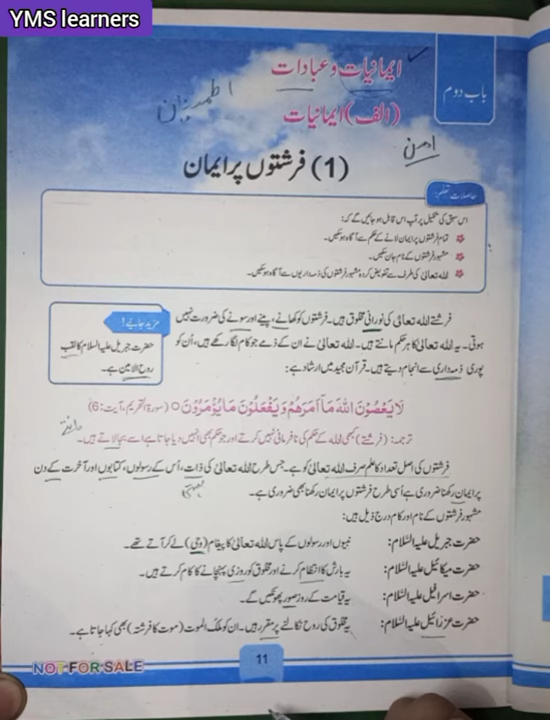 YMS learners
باب دوم
ایمانیات و عبادات
(الف) ایمانیات
(1) فرشتوں پر ایمان
حاصلاتِ تعلّم:
اس سبق کی تکمیل پر آپ اس قابل ہو جائیں گے کہ:
تمام فرشتوں پر ایمان لانے کے حکم سے آگاہ ہو سکیں۔
مشہور فرشتوں کے نام جان سکیں۔
اللہ تعالیٰ کی طرف سے تفویض کردہ مشہور فرشتوں کی ذمہ داریوں سے آگاہ ہو سکیں۔
مزید جانیے!
حضرت جبریل علیہ السلام کا لقب
روح الامین ہے۔
فرشتے اللہ تعالیٰ کی نورانی مخلوق ہیں۔ فرشتوں کو کھانے، پینے اور سونے کی ضرورت نہیں
ہوتی۔ یہ اللہ تعالیٰ کا ہر حکم مانتے ہیں۔ اللہ تعالیٰ نے ان کے ذمے جو کام لگا رکھے ہیں، اُن کو
پوری ذمہ داری سے انجام دیتے ہیں۔ قرآن مجید میں ارشاد ہے:
لَا يَعْصُوْنَ اللّٰهَ مَاۤ اَمَرَهُمْ وَ يَفْعَلُوْنَ مَا يُؤْمَرُوْنَ○ (سورۃ التحریم، آیت: 6)
ترجمہ: (فرشتے) کبھی اللہ کے حکم کی نافرمانی نہیں کرتے اور جو حکم بھی انہیں دیا جاتا ہے اسے بجا لاتے ہیں۔
فرشتوں کی اصل تعداد کا علم صرف اللہ تعالیٰ کو ہے۔ جس طرح اللہ تعالیٰ کی ذات، اُس کے رسولوں، کتابوں اور آخرت کے دن
پر ایمان رکھنا ضروری ہے اُسی طرح فرشتوں پر ایمان رکھنا بھی ضروری ہے۔
مشہور فرشتوں کے نام اور کام درج ذیل ہیں:
حضرت جبریل علیہ السلام: نبیوں اور رسولوں کے پاس اللہ تعالیٰ کا پیغام (وحی) لے کر آتے تھے۔
حضرت میکائیل علیہ السلام: یہ بارش کا انتظام کرنے اور مخلوق کو روزی پہنچانے کا کام کرتے ہیں۔
حضرت اسرافیل علیہ السلام: یہ قیامت کے روز صور پھونکیں گے۔
حضرت عزرائیل علیہ السلام: یہ مخلوق کی روح نکالنے پر مقرر ہیں۔ ان کو ملک الموت (موت کا فرشتہ) بھی کہا جاتا ہے۔
11
NOT FOR SALE